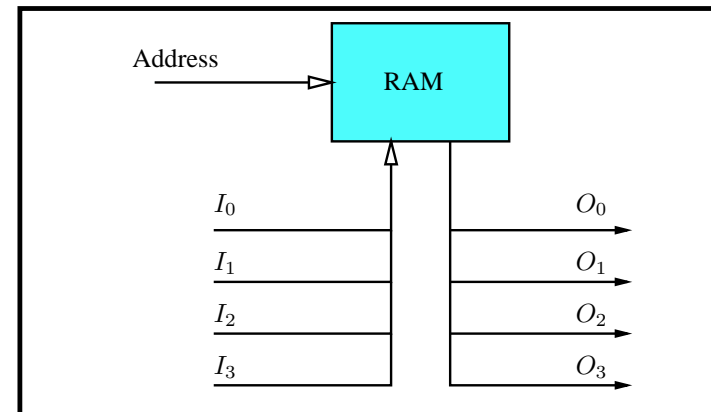 Address
RAM
I₀ O₀
I₁ O₁
I₂ O₂
I₃ O₃